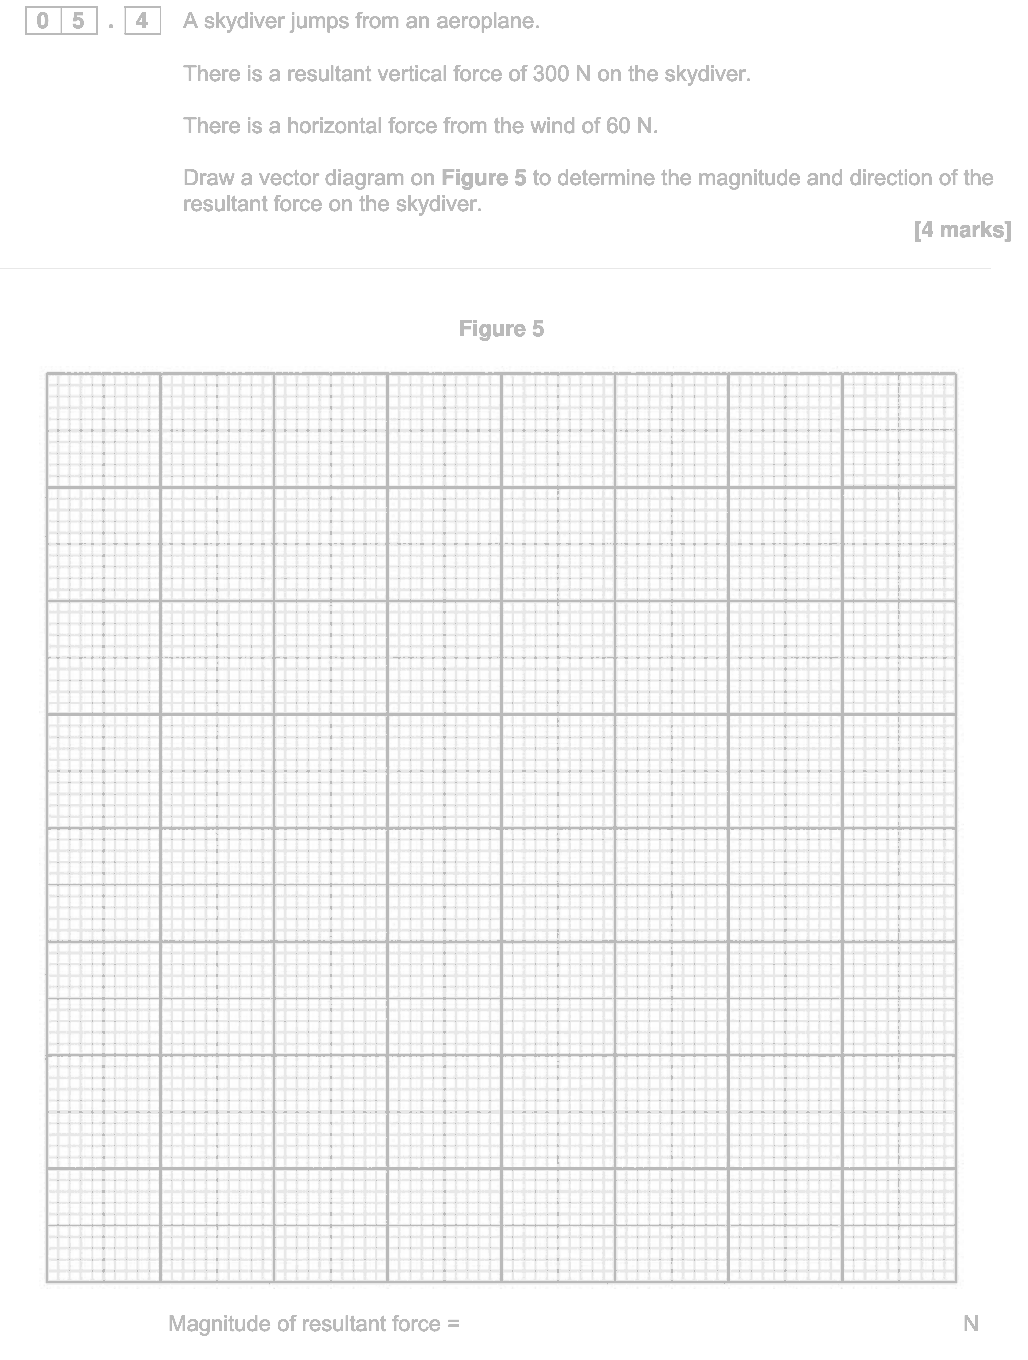 0 5 . 4 A skydiver jumps from an aeroplane.
There is a resultant vertical force of 300 N on the skydiver.
There is a horizontal force from the wind of 60 N.
Draw a vector diagram on Figure 5 to determine the magnitude and direction of the
resultant force on the skydiver.
[4 marks]
Figure 5
Magnitude of resultant force = N